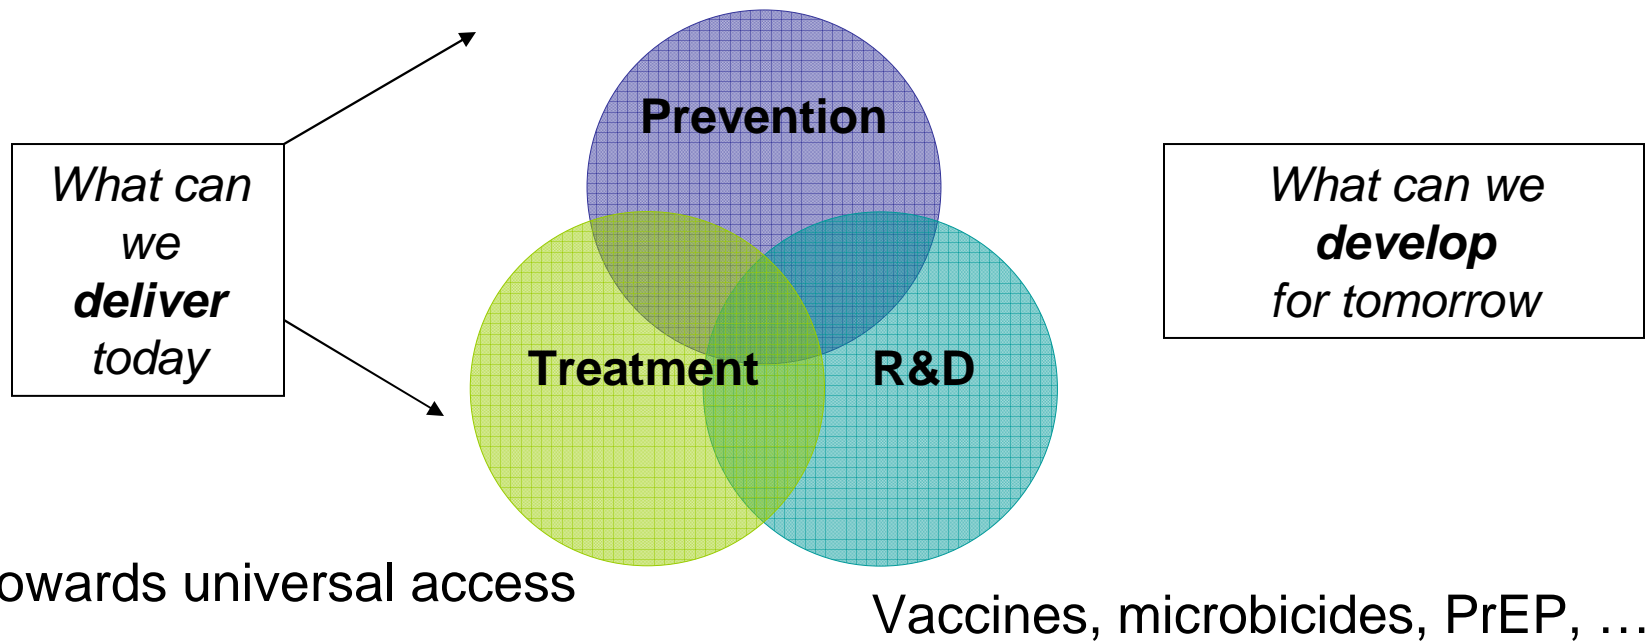 What can
we
deliver
today
Prevention
Treatment
R&D
What can we
develop
for tomorrow
owards universal access
Vaccines, microbicides, PrEP, …